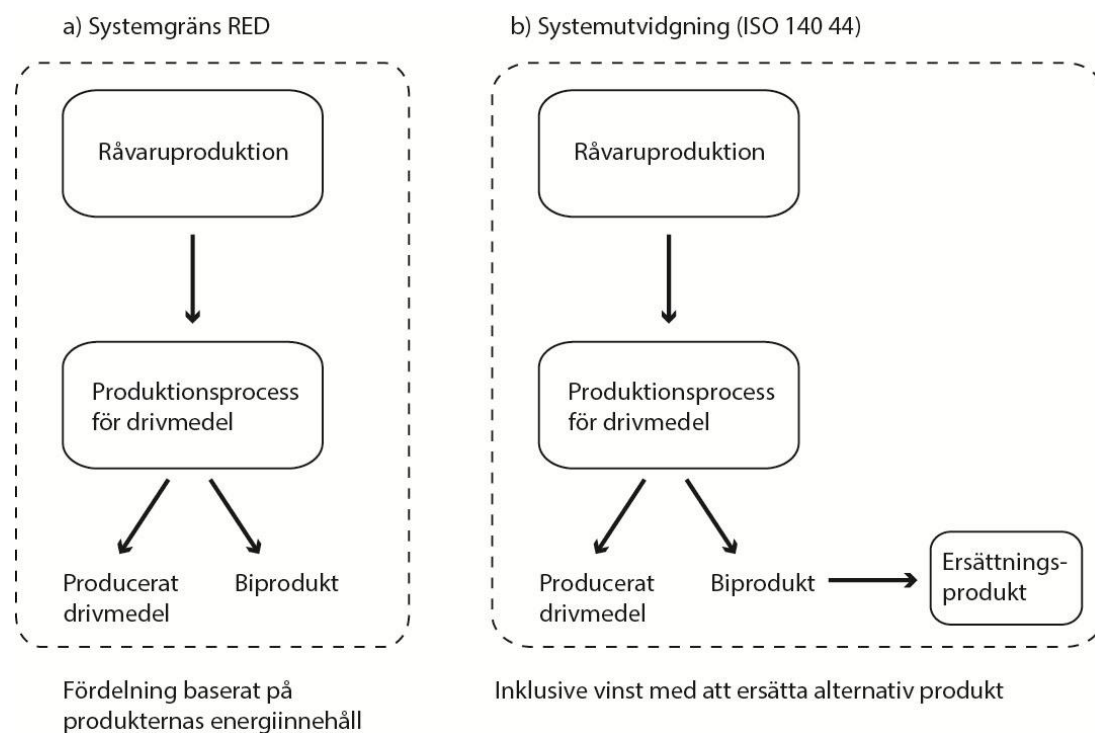 a) Systemgräns RED
Råvaruproduktion
Produktionsprocess
för drivmedel
Producerat
drivmedel
Biprodukt
Fördelning baserat på
produkternas energiinnehåll
b) Systemutvidgning (ISO 140 44)
Råvaruproduktion
Produktionsprocess
för drivmedel
Producerat
drivmedel
Biprodukt
Ersättnings-
produkt
Inklusive vinst med att ersätta alternativ produkt